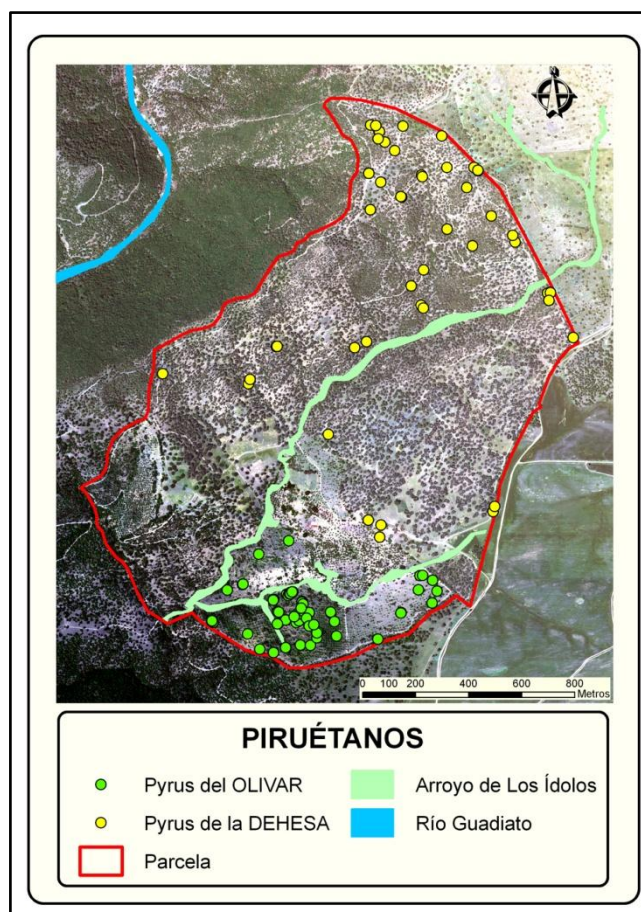 0 100 200 400 600 800
Metros
PIRUÉTANOS
Pyrus del OLIVAR
Arroyo de Los Ídolos
Pyrus de la DEHESA
Río Guadiato
Parcela